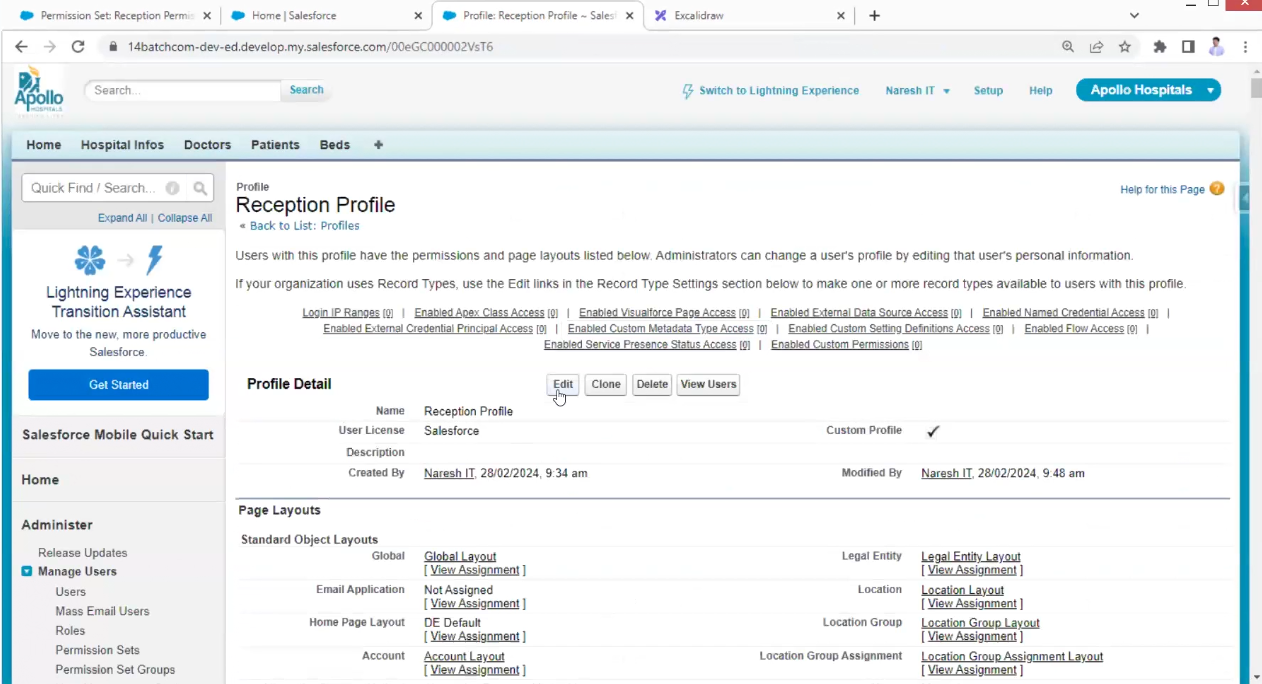 Permission Set: Reception Permis
Home | Salesforce
Profile: Reception Profile ~ Sales
Excalidraw
14batchcom-dev-ed.develop.my.salesforce.com/00eGC000002VsT6
Apollo
HOSPITALS
Search...
Search
Switch to Lightning Experience
Naresh IT
Setup
Help
Apollo Hospitals
Home
Hospital Infos
Doctors
Patients
Beds
Quick Find / Search...
Expand All | Collapse All
Lightning Experience
Transition Assistant
Move to the new, more productive
Salesforce.
Get Started
Salesforce Mobile Quick Start
Home
Administer
Release Updates
Manage Users
Users
Mass Email Users
Roles
Permission Sets
Permission Set Groups
Profile
Reception Profile
« Back to List: Profiles
Help for this Page
Users with this profile have the permissions and page layouts listed below. Administrators can change a user's profile by editing that user's personal information.
If your organization uses Record Types, use the Edit links in the Record Type Settings section below to make one or more record types available to users with this profile.
Login IP Ranges [0] | Enabled Apex Class Access [0] | Enabled Visualforce Page Access [0] | Enabled External Data Source Access [0] | Enabled Named Credential Access [0] |
Enabled External Credential Principal Access [0] | Enabled Custom Metadata Type Access [0] | Enabled Custom Setting Definitions Access [0] | Enabled Flow Access [0] |
Enabled Service Presence Status Access [0] | Enabled Custom Permissions [0]
Profile Detail
Edit
Clone
Delete
View Users
Name Reception Profile
User License Salesforce Custom Profile ✓
Description
Created By Naresh IT, 28/02/2024, 9:34 am Modified By Naresh IT, 28/02/2024, 9:48 am
Page Layouts
Standard Object Layouts
Global Global Layout Legal Entity Legal Entity Layout
[ View Assignment ] [ View Assignment ]
Email Application Not Assigned Location Location Layout
[ View Assignment ] [ View Assignment ]
Home Page Layout DE Default Location Group Location Group Layout
[ View Assignment ] [ View Assignment ]
Account Account Layout Location Group Assignment Location Group Assignment Layout
[ View Assignment ] [ View Assignment ]